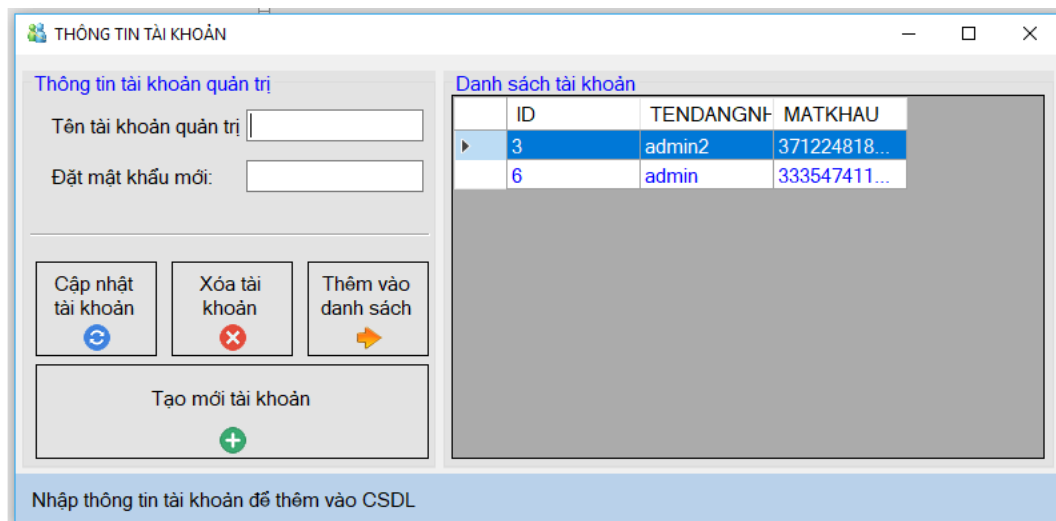 THÔNG TIN TÀI KHOẢN
Thông tin tài khoản quản trị
Tên tài khoản quản trị
Đặt mật khẩu mới:
Cập nhật
tài khoản
Xóa tài
khoản
Thêm vào
danh sách
Tạo mới tài khoản
Danh sách tài khoản
ID TENDANGNH MATKHAU
3 admin2 371224818...
6 admin 333547411...
Nhập thông tin tài khoản để thêm vào CSDL